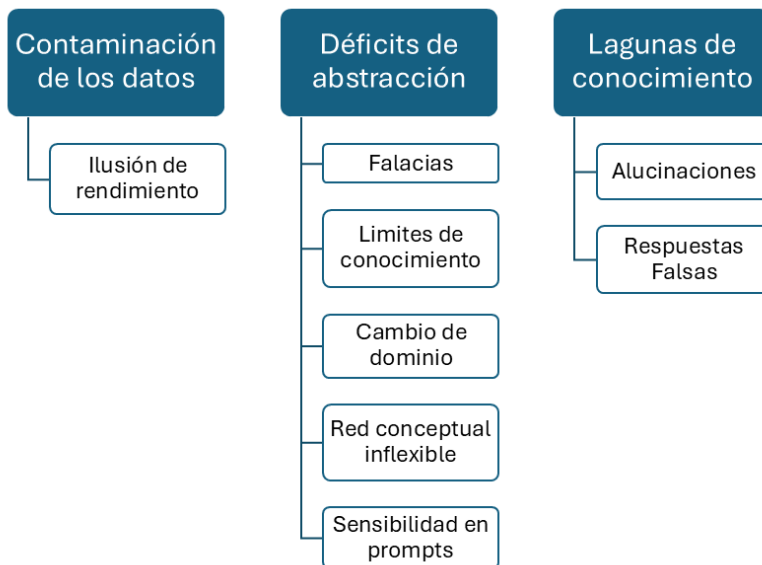 Contaminación
de los datos
Ilusión de
rendimiento
Déficits de
abstracción
Falacias
Limites de
conocimiento
Cambio de
dominio
Red conceptual
inflexible
Sensibilidad en
prompts
Lagunas de
conocimiento
Alucinaciones
Respuestas
Falsas